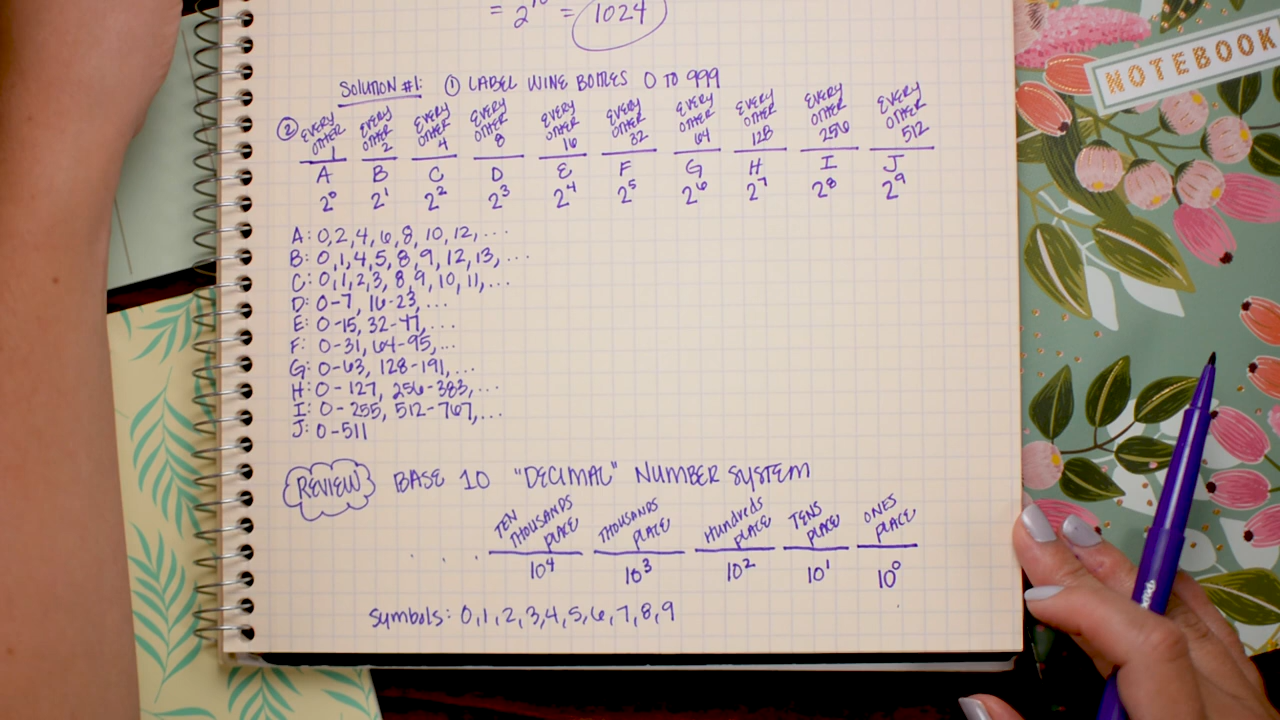 = 2¹⁰ = 1024
SOLUTION #1: ① LABEL WINE BOTTLES 0 TO 999
② EVERY OTHER 1 EVERY OTHER 2 EVERY OTHER 4 EVERY OTHER 8 EVERY OTHER 16 EVERY OTHER 32 EVERY OTHER 64 EVERY OTHER 128 EVERY OTHER 256 EVERY OTHER 512
A B C D E F G H I J
2⁰ 2¹ 2² 2³ 2⁴ 2⁵ 2⁶ 2⁷ 2⁸ 2⁹
A: 0,2,4,6,8,10,12,...
B: 0,1,4,5,8,9,12,13,...
C: 0,1,2,3,8,9,10,11,...
D: 0-7, 16-23,...
E: 0-15, 32-47,...
F: 0-31, 64-95,...
G: 0-63, 128-191,...
H: 0-127, 256-383,...
I: 0-255, 512-767,...
J: 0-511
REVIEW BASE 10 "DECIMAL" NUMBER SYSTEM
... TEN THOUSANDS PLACE THOUSANDS PLACE HUNDREDS PLACE TENS PLACE ONES PLACE
10⁴ 10³ 10² 10¹ 10⁰
Symbols: 0,1,2,3,4,5,6,7,8,9
NOTEBOOK